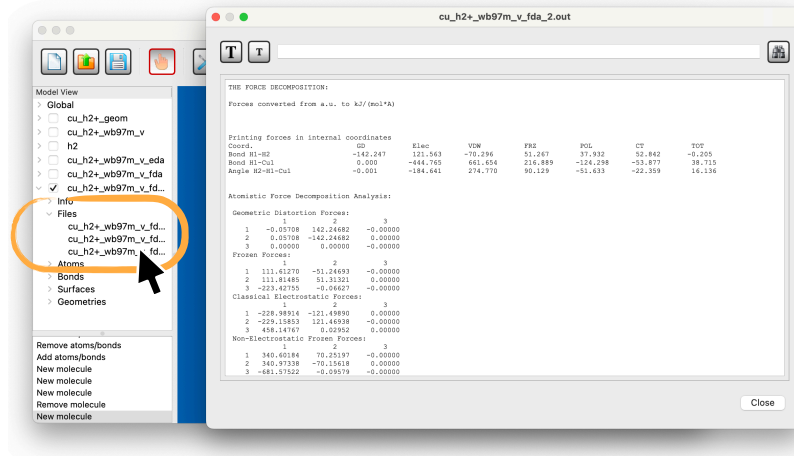 cu_h2+_wb97m_v_fda_2.out
T T
Model View
Global
cu_h2+_geom
cu_h2+_wb97m_v
h2
cu_h2+_wb97m_v_eda
cu_h2+_wb97m_v_fda
cu_h2+_wb97m_v_fd...
Info
Files
cu_h2+_wb97m_v_fd...
cu_h2+_wb97m_v_fd...
cu_h2+_wb97m_v_fd...
Atoms
Bonds
Surfaces
Geometries
Remove atoms/bonds
Add atoms/bonds
New molecule
New molecule
New molecule
Remove molecule
New molecule
THE FORCE DECOMPOSITION:
Forces converted from a.u. to kJ/(mol*A)
Printing forces in internal coordinates
Coord. GD Elec VDW FRZ POL CT TOT
Bond H1-H2 -142.247 121.563 -70.296 51.267 37.932 52.842 -0.205
Bond H1-Cu1 0.000 -444.765 661.654 216.889 -124.298 -53.877 38.715
Angle H2-H1-Cu1 -0.001 -184.641 274.770 90.129 -51.633 -22.359 16.136
Atomistic Force Decomposition Analysis:
Geometric Distortion Forces:
1 2 3
1 -0.05708 142.24682 -0.00000
2 0.05708 -142.24682 0.00000
3 0.00000 0.00000 -0.00000
Frozen Forces:
1 2 3
1 111.61270 -51.24693 -0.00000
2 111.81485 51.31321 0.00000
3 -223.42755 -0.06627 -0.00000
Classical Electrostatic Forces:
1 2 3
1 -228.98914 -121.49890 0.00000
2 -229.15853 121.46938 -0.00000
3 458.14767 0.02952 0.00000
Non-Electrostatic Frozen Forces:
1 2 3
1 340.60184 70.25197 -0.00000
2 340.97338 -70.15618 0.00000
3 -681.57522 -0.09579 -0.00000
Close